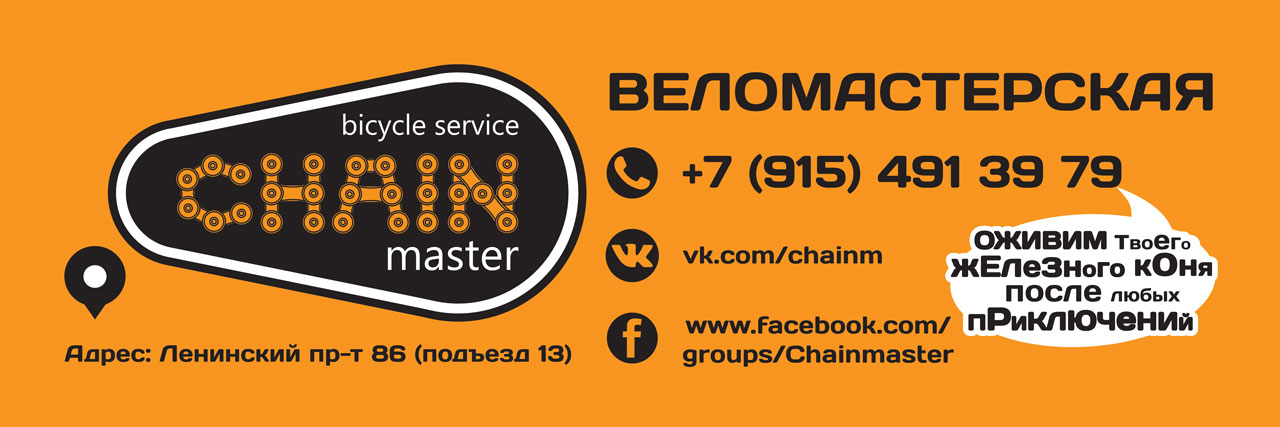 bicycle service
CHAIN
master
Адрес: Ленинский пр-т 86 (подъезд 13)
ВЕЛОМАСТЕРСКАЯ
+7 (915) 491 39 79
vk.com/chainm
www.facebook.com/
groups/Chainmaster
ОЖИВИМ ТвоЕГо
жЕЛеЗНого кОНя
ПОСЛЕ любых
пРиКЛЮЧЕНИй